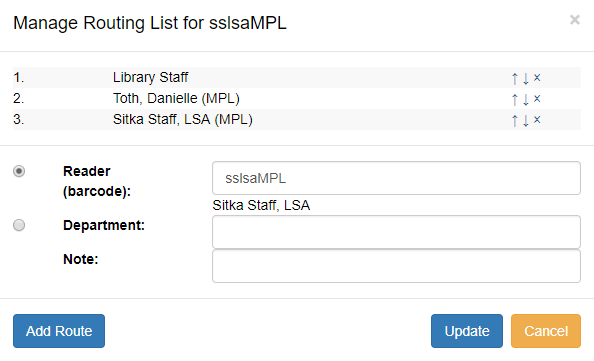 Manage Routing List for sslsaMPL ×
1. Library Staff ↑ ↓ ×
2. Toth, Danielle (MPL) ↑ ↓ ×
3. Sitka Staff, LSA (MPL) ↑ ↓ ×
Reader (barcode): sslsaMPL
Sitka Staff, LSA
Department:
Note:
Add Route Update Cancel